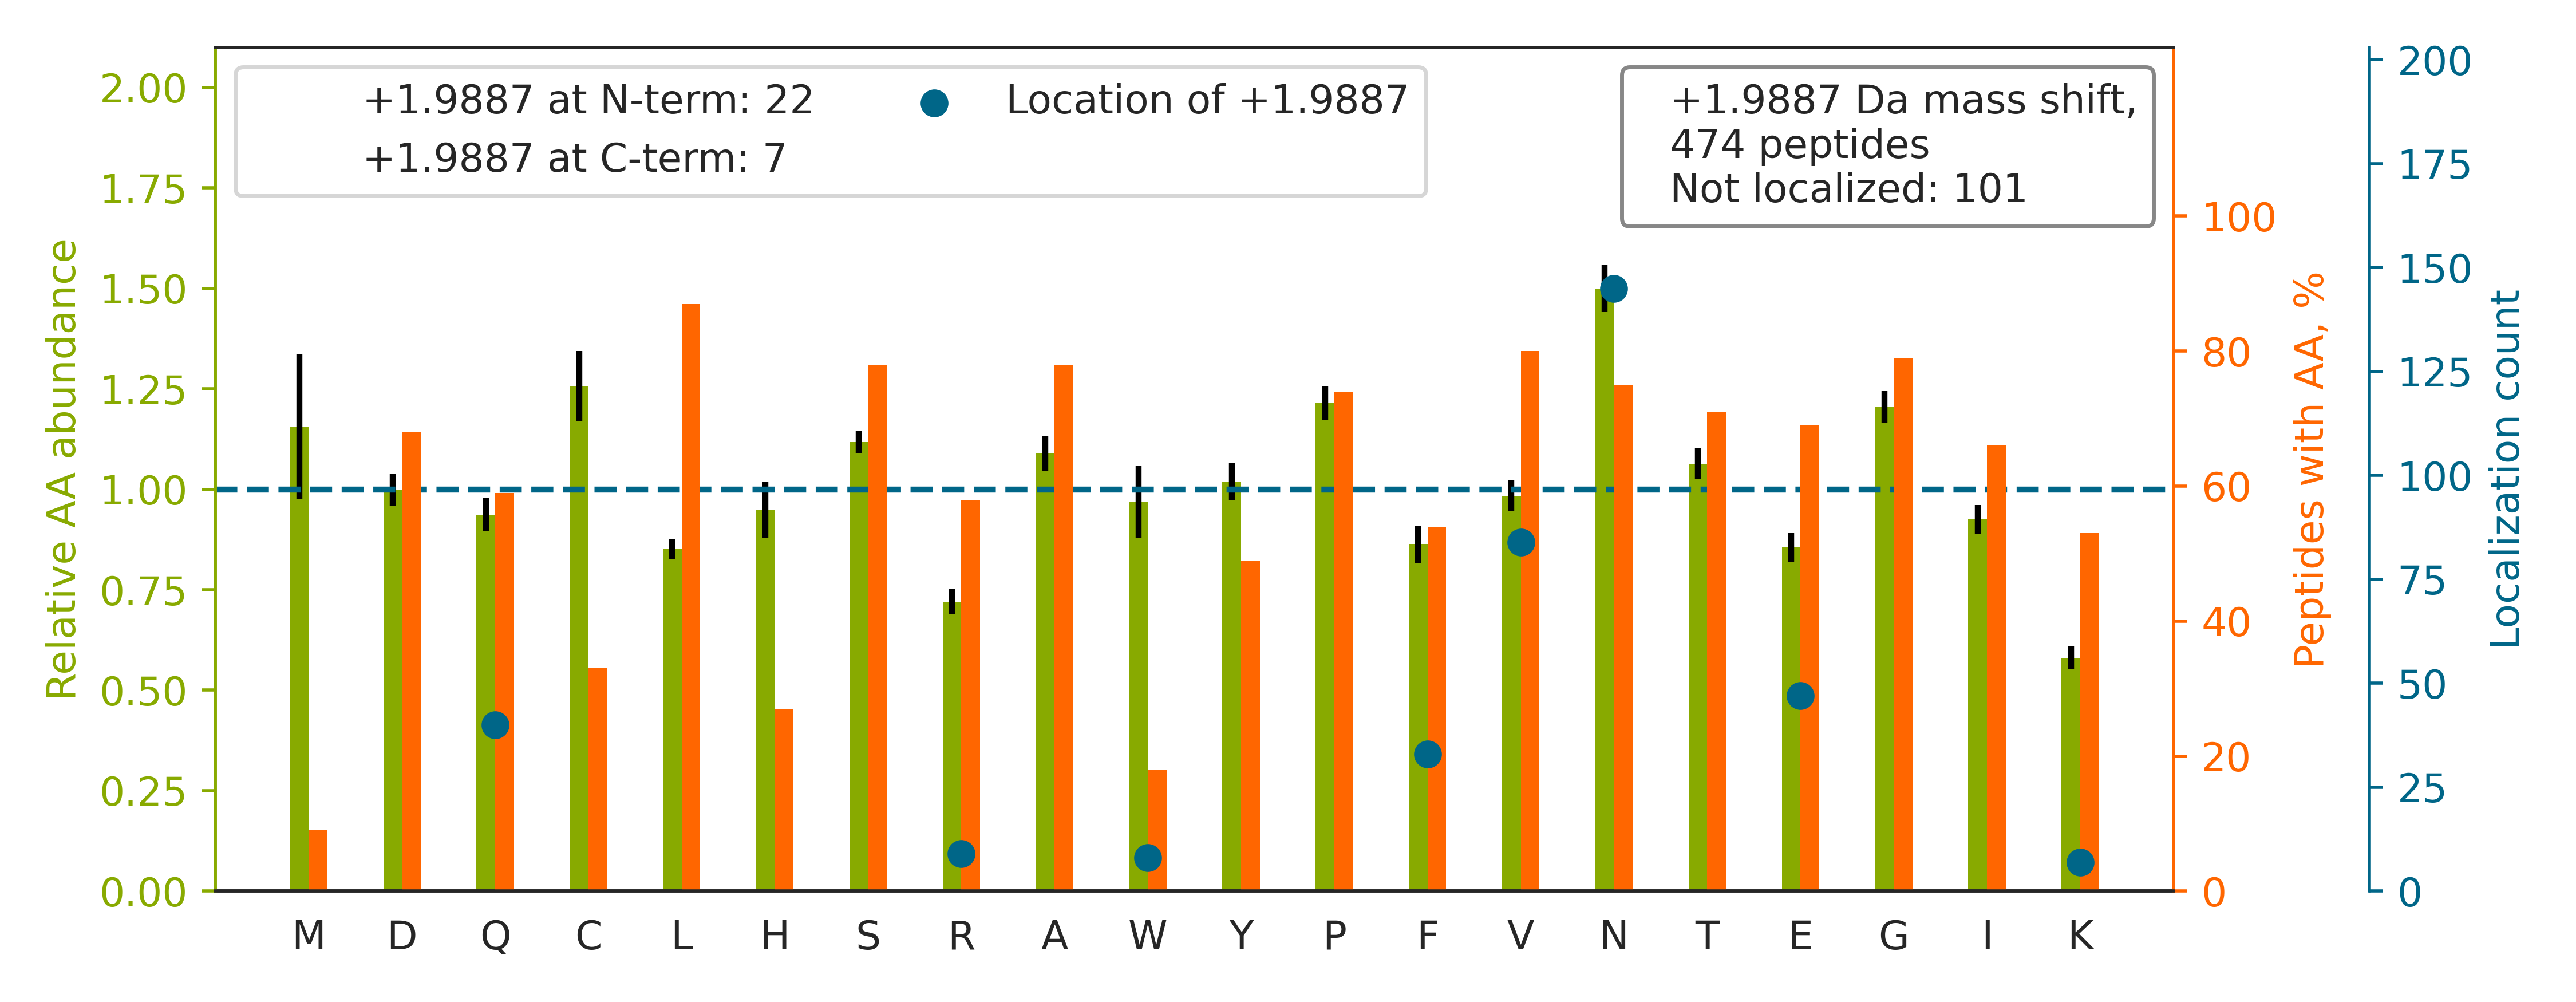 +1.9887 at N-term: 22
+1.9887 at C-term: 7
Location of +1.9887
+1.9887 Da mass shift,
474 peptides
Not localized: 101
Relative AA abundance
2.00
1.75
1.50
1.25
1.00
0.75
0.50
0.25
0.00
M D Q C L H S R A W Y P F V N T E G I K
100
80
60
40
20
0
Peptides with AA, %
200
175
150
125
100
75
50
25
0
Localization count